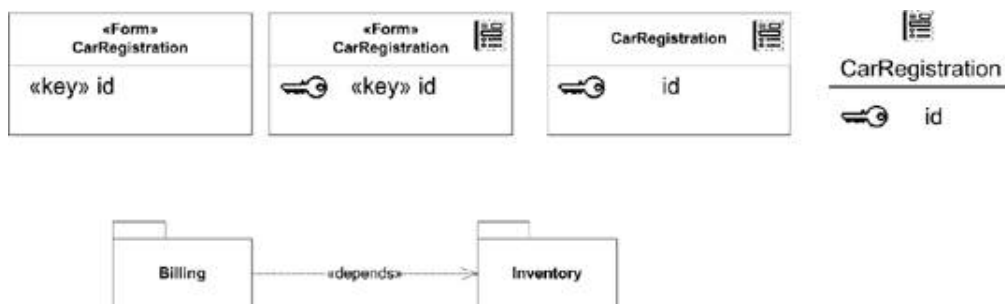 «Form»
CarRegistration
«key» id
«Form»
CarRegistration
«key» id
CarRegistration
id
CarRegistration
id
Billing
«depends»
Inventory